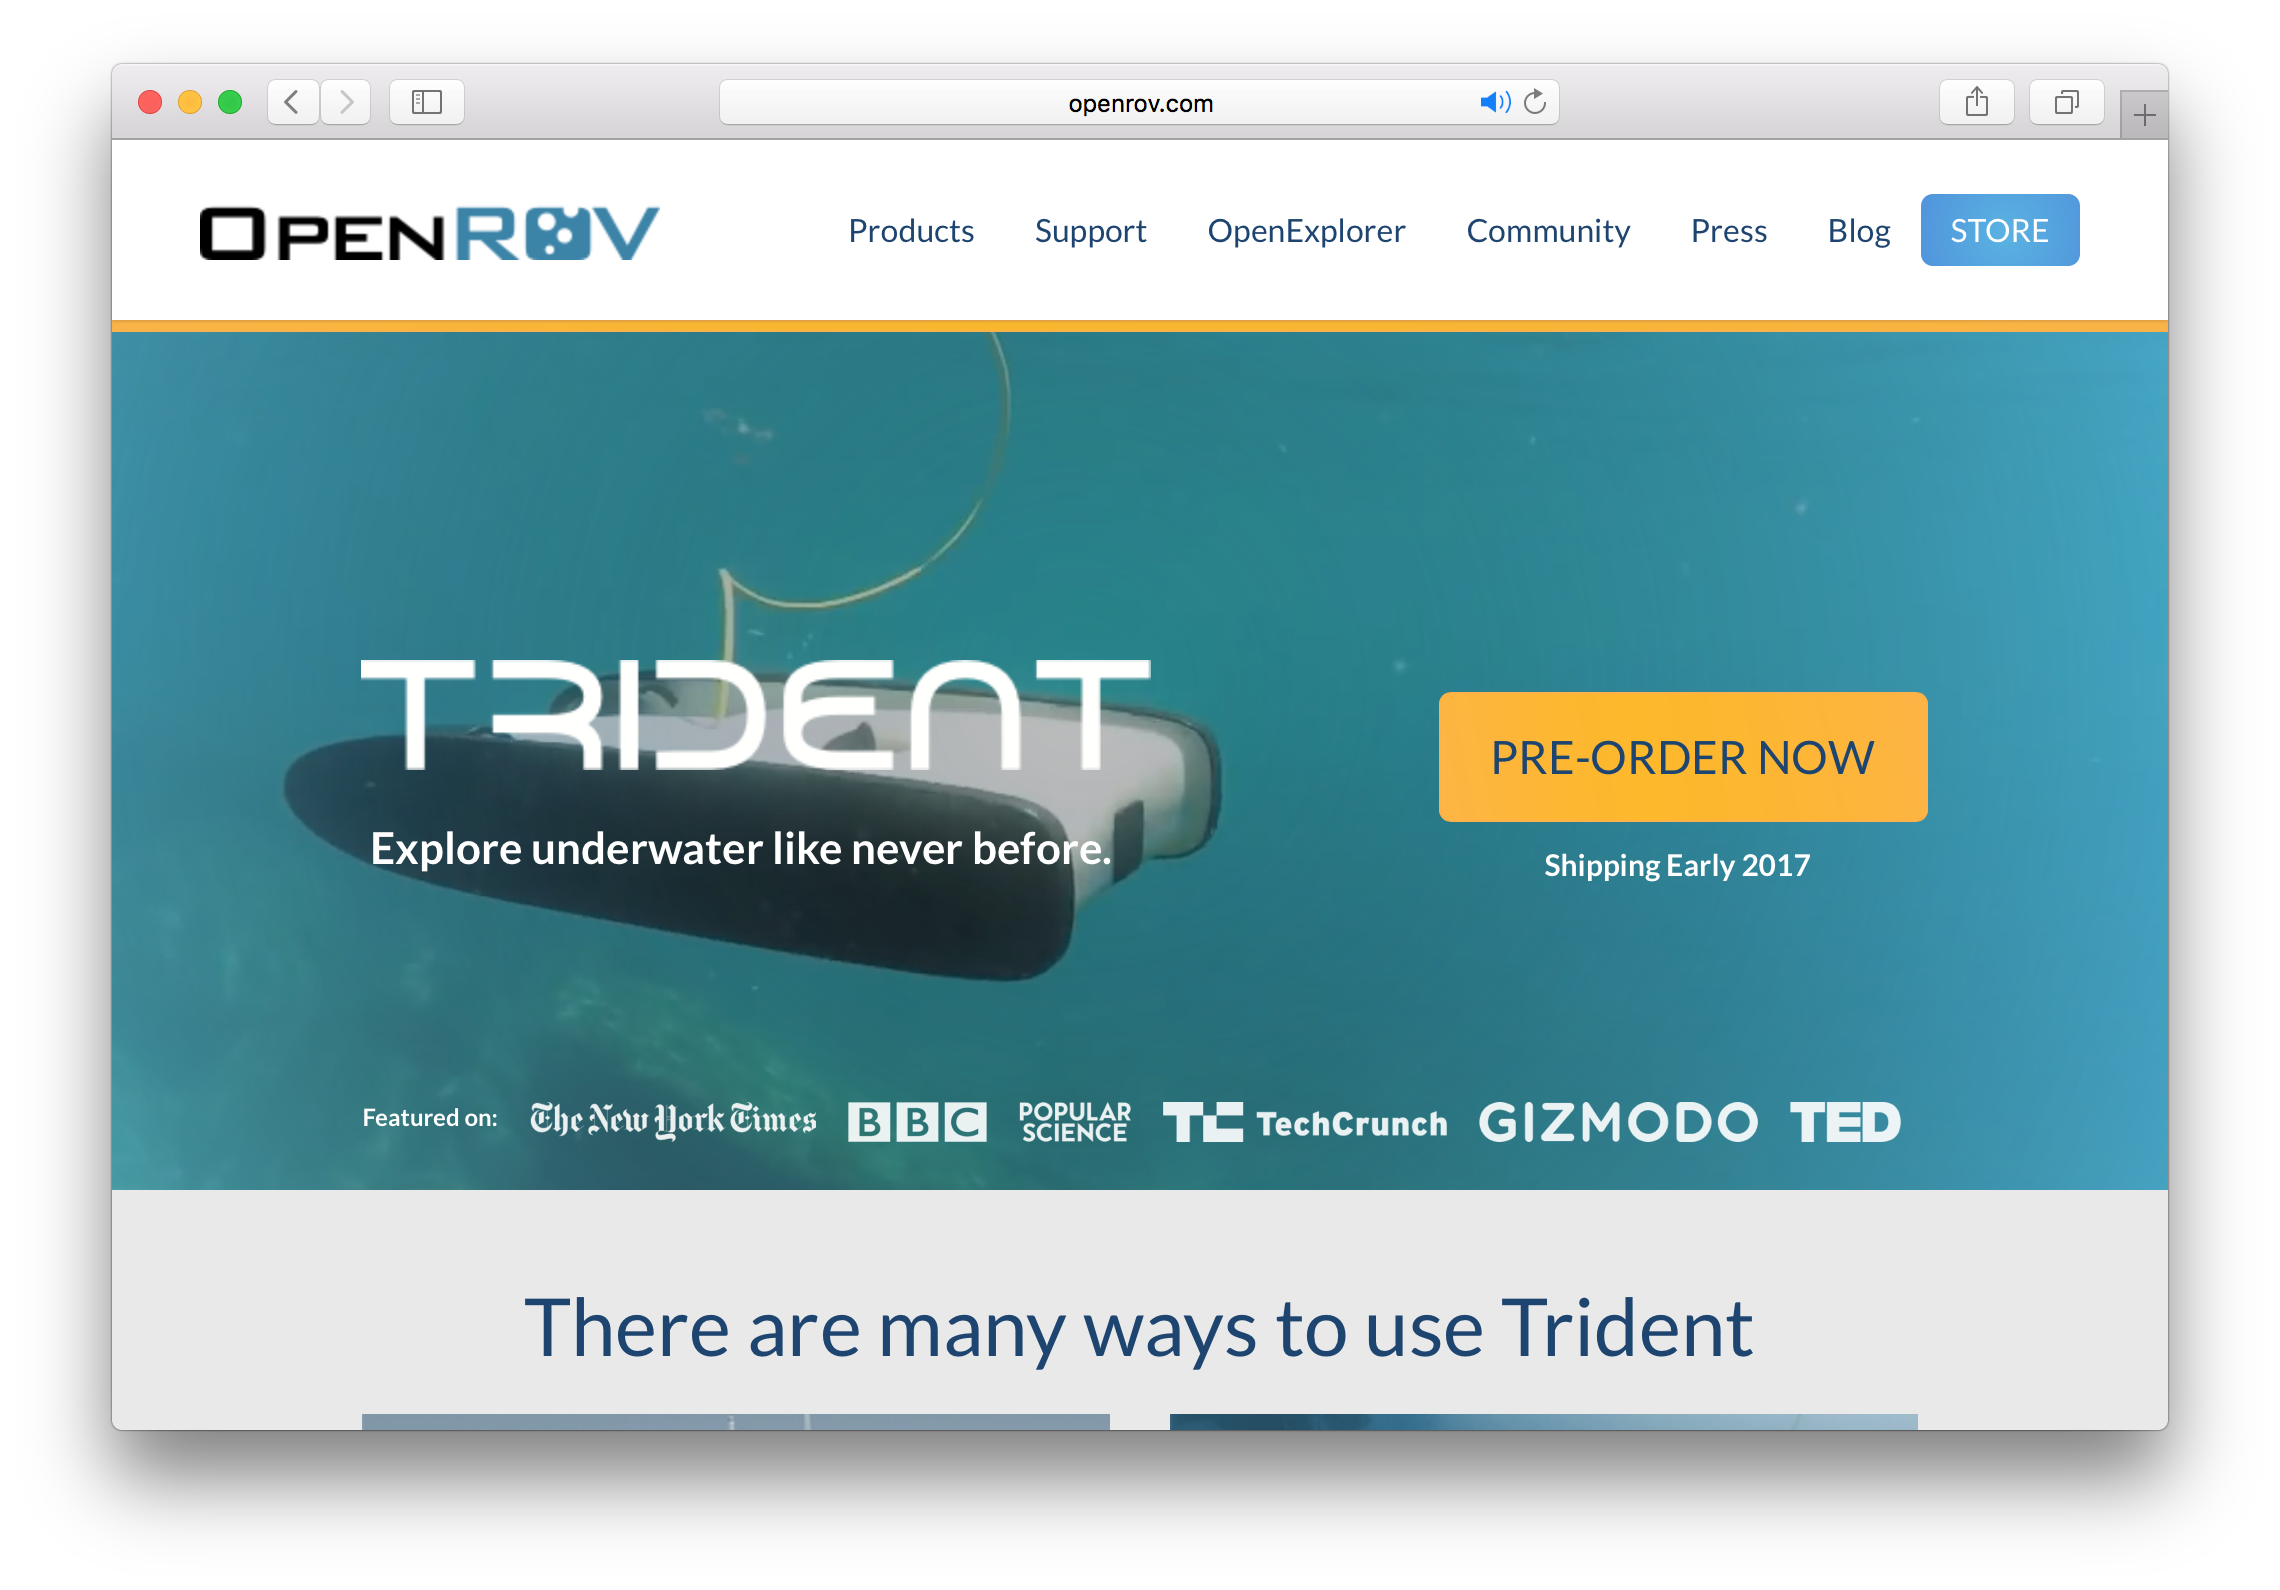 openrov.com
OPENROV
Products Support OpenExplorer Community Press Blog STORE
TRIDENT
PRE-ORDER NOW
Explore underwater like never before.
Shipping Early 2017
Featured on: The New York Times BBC POPULAR SCIENCE TC TechCrunch GIZMODO TED
There are many ways to use Trident